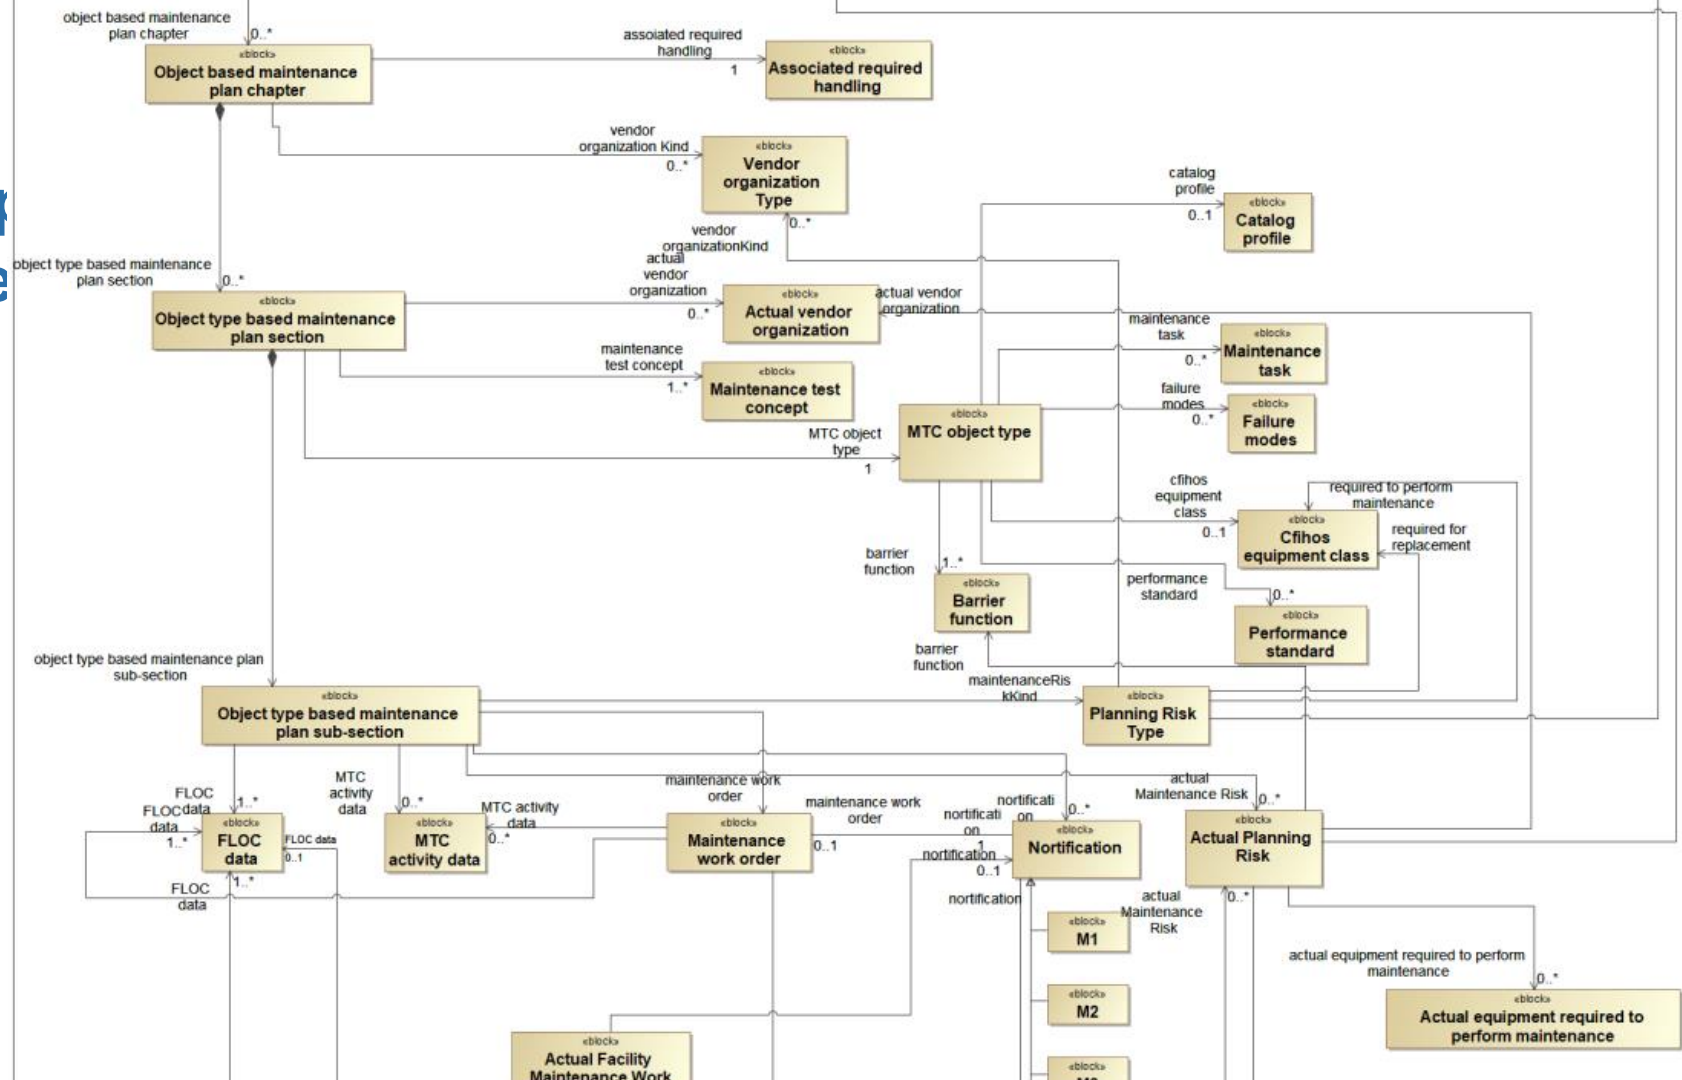 object based maintenance
plan chapter
0..*
«block»
Object based maintenance
plan chapter
assoiated required
handling
1
«block»
Associated required
handling
vendor
organization Kind
0..*
«block»
Vendor
organization
Type
0..*
vendor
organizationKind
catalog
profile
0..1
«block»
Catalog
profile
object type based maintenance
plan section
0..*
«block»
Object type based maintenance
plan section
actual
vendor
organization
0..*
«block»
Actual vendor
organization
actual vendor
organization
maintenance
task
0..*
«block»
Maintenance
task
maintenance
test concept
1..*
«block»
Maintenance test
concept
failure
modes
0..*
«block»
Failure
modes
MTC object
type
1
«block»
MTC object type
cfihos
equipment
class
0..1
required to perform
maintenance
«block»
Cfihos
equipment class
required for
replacement
barrier
function
1..*
«block»
Barrier
function
performance
standard
0..*
«block»
Performance
standard
barrier
function
object type based maintenance plan
sub-section
«block»
Object type based maintenance
plan sub-section
maintenanceRis
kKind
«block»
Planning Risk
Type
FLOC
data
1..*
FLOC
data
1..*
«block»
FLOC
data
FLOC data
0..1
1..*
FLOC
data
MTC
activity
data
0..*
«block»
MTC
activity data
MTC activity
data
0..*
maintenance work
order
«block»
Maintenance
work order
maintenance work
order
0..1
nortificati
on
0..*
nortificati
on
1
nortification
0..1
«block»
Nortification
nortification
actual
Maintenance Risk
0..*
«block»
Actual Planning
Risk
actual
Maintenance
Risk
0..*
«block»
M1
«block»
M2
«block»
actual equipment required to perform
maintenance
0..*
«block»
Actual equipment required to
perform maintenance
«block»
Actual Facility
Maintenance Work